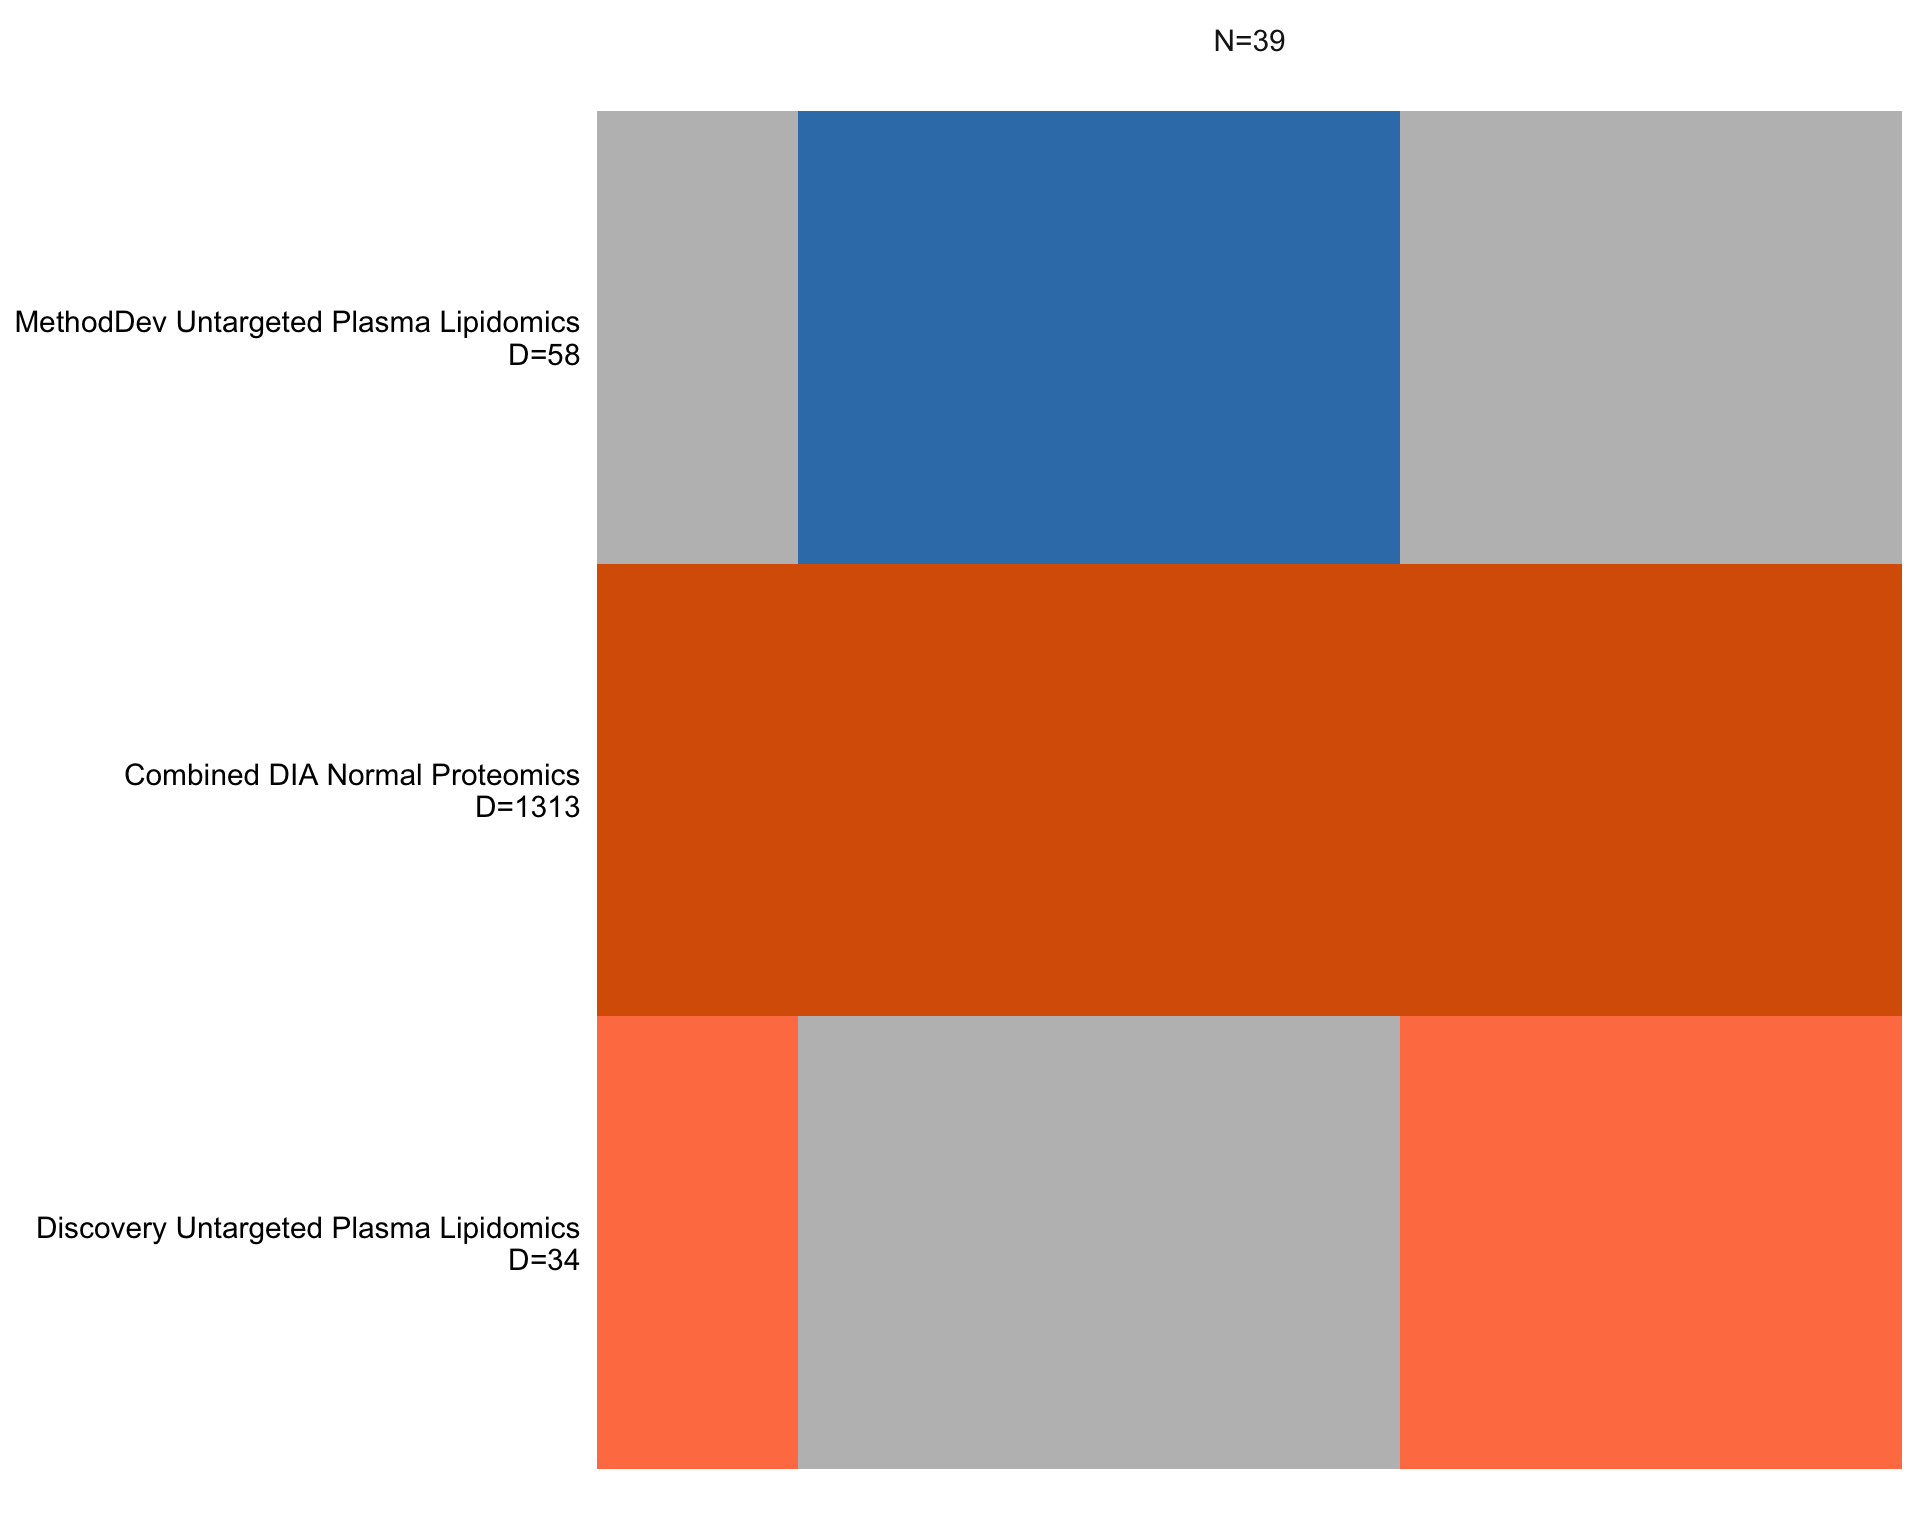 N=39
MethodDev Untargeted Plasma Lipidomics
D=58
Combined DIA Normal Proteomics
D=1313
Discovery Untargeted Plasma Lipidomics
D=34